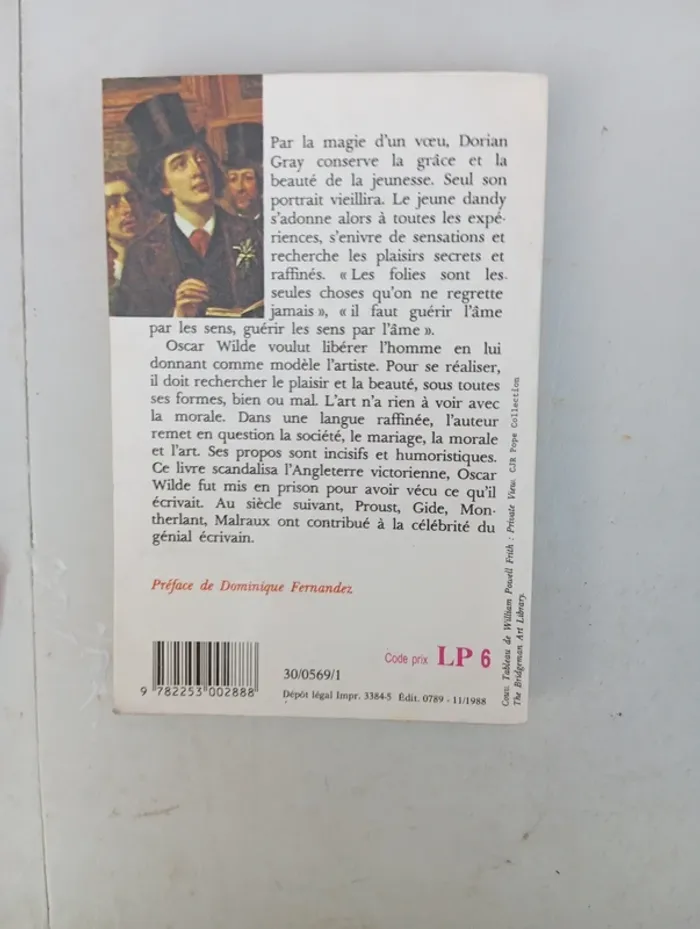 Par la magie d'un vœu, Dorian
Gray conserve la grâce et la
beauté de la jeunesse. Seul son
portrait vieillira. Le jeune dandy
s'adonne alors à toutes les expé-
riences, s'enivre de sensations et
recherche les plaisirs secrets et
raffinés. « Les folies sont les
seules choses qu'on ne regrette
jamais », « il faut guérir l'âme
par les sens, guérir les sens par l'âme ».
Oscar Wilde voulut libérer l'homme en lui
donnant comme modèle l'artiste. Pour se réaliser,
il doit rechercher le plaisir et la beauté, sous toutes
ses formes, bien ou mal. L'art n'a rien à voir avec
la morale. Dans une langue raffinée, l'auteur
remet en question la société, le mariage, la morale
et l'art. Ses propos sont incisifs et humoristiques.
Ce livre scandalisa l'Angleterre victorienne, Oscar
Wilde fut mis en prison pour avoir vécu ce qu'il
écrivait. Au siècle suivant, Proust, Gide, Mon-
therlant, Malraux ont contribué à la célébrité du
génial écrivain.
Préface de Dominique Fernandez
Code prix LP 6
30/0569/1
9 782253 002888
Dépôt légal Impr. 3384-5 Édit. 0789 - 11/1988
Couv. Tableau de William Powell Frith : Private View. CJR Pope Collection
The Bridgeman Art Library.